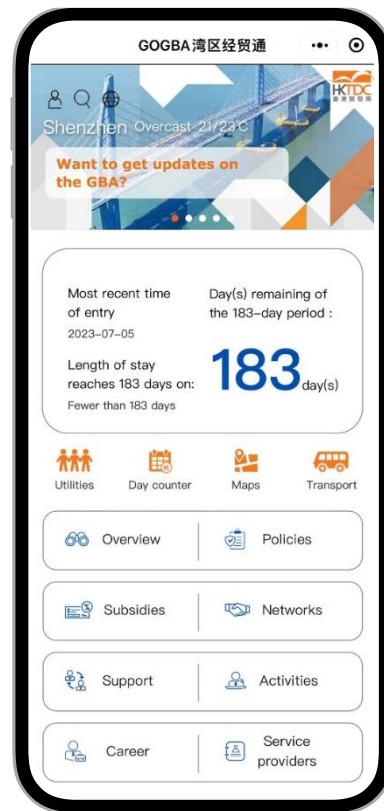 GOGBA湾区经贸通
HKTDC
香港貿發局
Shenzhen Overcast 21/23°C
Want to get updates on
the GBA?
Most recent time
of entry
2023-07-05
Length of stay
reaches 183 days on:
Fewer than 183 days
Day(s) remaining of
the 183-day period :
183 day(s)
Utilities
Day counter
Maps
Transport
Overview
Policies
Subsidies
Networks
Support
Activities
Career
Service
providers